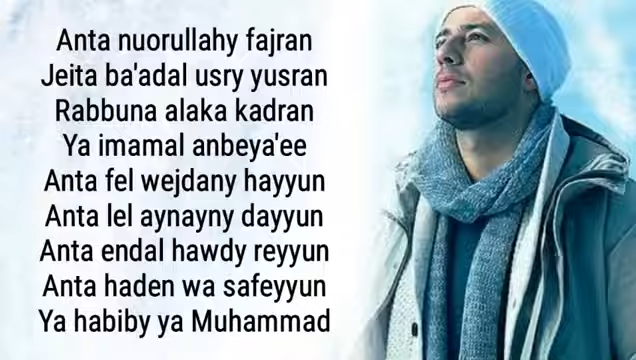 Anta nuorullahy fajran
Jeita ba'adal usry yusran
Rabbuna alaka kadran
Ya imamal anbeya'ee
Anta fel wejdany hayyun
Anta lel aynayny dayyun
Anta endal hawdy reyyun
Anta haden wa safeyyun
Ya habiby ya Muhammad